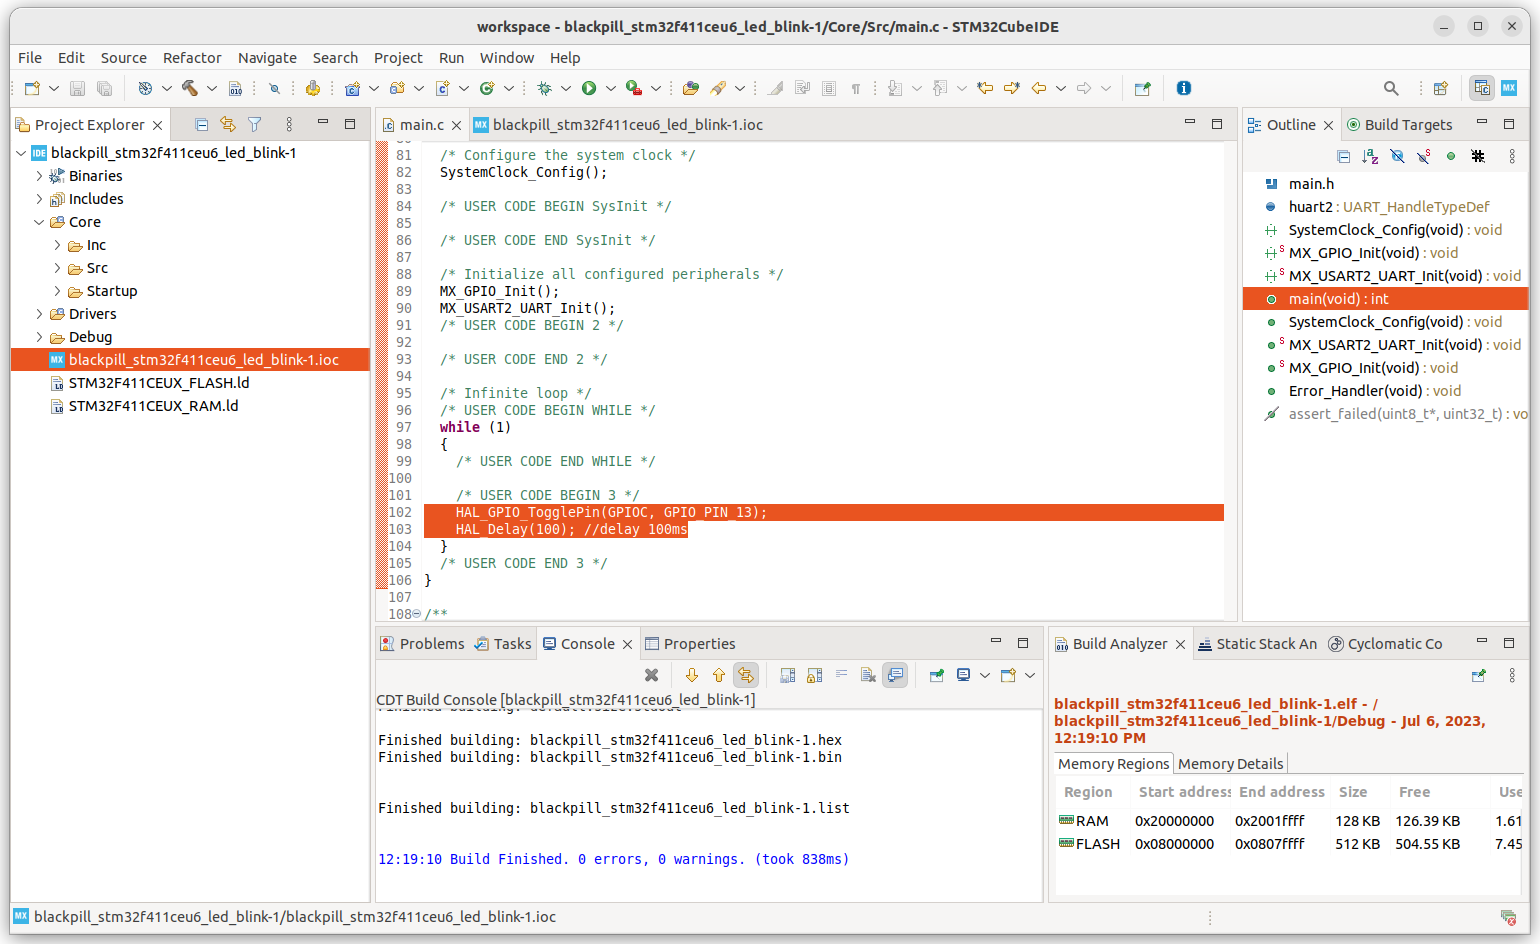 workspace - blackpill_stm32f411ceu6_led_blink-1/Core/Src/main.c - STM32CubeIDE
File Edit Source Refactor Navigate Search Project Run Window Help
Project Explorer
IDE blackpill_stm32f411ceu6_led_blink-1
Binaries
Includes
Core
Inc
Src
Startup
Drivers
Debug
MX blackpill_stm32f411ceu6_led_blink-1.ioc
STM32F411CEUX_FLASH.ld
STM32F411CEUX_RAM.ld
main.c MX blackpill_stm32f411ceu6_led_blink-1.ioc
81 /* Configure the system clock */
82 SystemClock_Config();
83
84 /* USER CODE BEGIN SysInit */
85
86 /* USER CODE END SysInit */
87
88 /* Initialize all configured peripherals */
89 MX_GPIO_Init();
90 MX_USART2_UART_Init();
91 /* USER CODE BEGIN 2 */
92
93 /* USER CODE END 2 */
94
95 /* Infinite loop */
96 /* USER CODE BEGIN WHILE */
97 while (1)
98 {
99 /* USER CODE END WHILE */
100
101 /* USER CODE BEGIN 3 */
102 HAL_GPIO_TogglePin(GPIOC, GPIO_PIN_13);
103 HAL_Delay(100); //delay 100ms
104 }
105 /* USER CODE END 3 */
106 }
107
108 /**
Outline Build Targets
main.h
huart2 : UART_HandleTypeDef
SystemClock_Config(void) : void
MX_GPIO_Init(void) : void
MX_USART2_UART_Init(void) : void
main(void) : int
SystemClock_Config(void) : void
MX_USART2_UART_Init(void) : void
MX_GPIO_Init(void) : void
Error_Handler(void) : void
assert_failed(uint8_t*, uint32_t) : vo
Problems Tasks Console Properties
CDT Build Console [blackpill_stm32f411ceu6_led_blink-1]
Finished building: default.size.stdout
Finished building: blackpill_stm32f411ceu6_led_blink-1.hex
Finished building: blackpill_stm32f411ceu6_led_blink-1.bin
Finished building: blackpill_stm32f411ceu6_led_blink-1.list
12:19:10 Build Finished. 0 errors, 0 warnings. (took 838ms)
Build Analyzer Static Stack An Cyclomatic Co
blackpill_stm32f411ceu6_led_blink-1.elf - /
blackpill_stm32f411ceu6_led_blink-1/Debug - Jul 6, 2023,
12:19:10 PM
Memory Regions Memory Details
Region Start address End address Size Free Use
RAM 0x20000000 0x2001ffff 128 KB 126.39 KB 1.61
FLASH 0x08000000 0x0807ffff 512 KB 504.55 KB 7.45
MX blackpill_stm32f411ceu6_led_blink-1/blackpill_stm32f411ceu6_led_blink-1.ioc